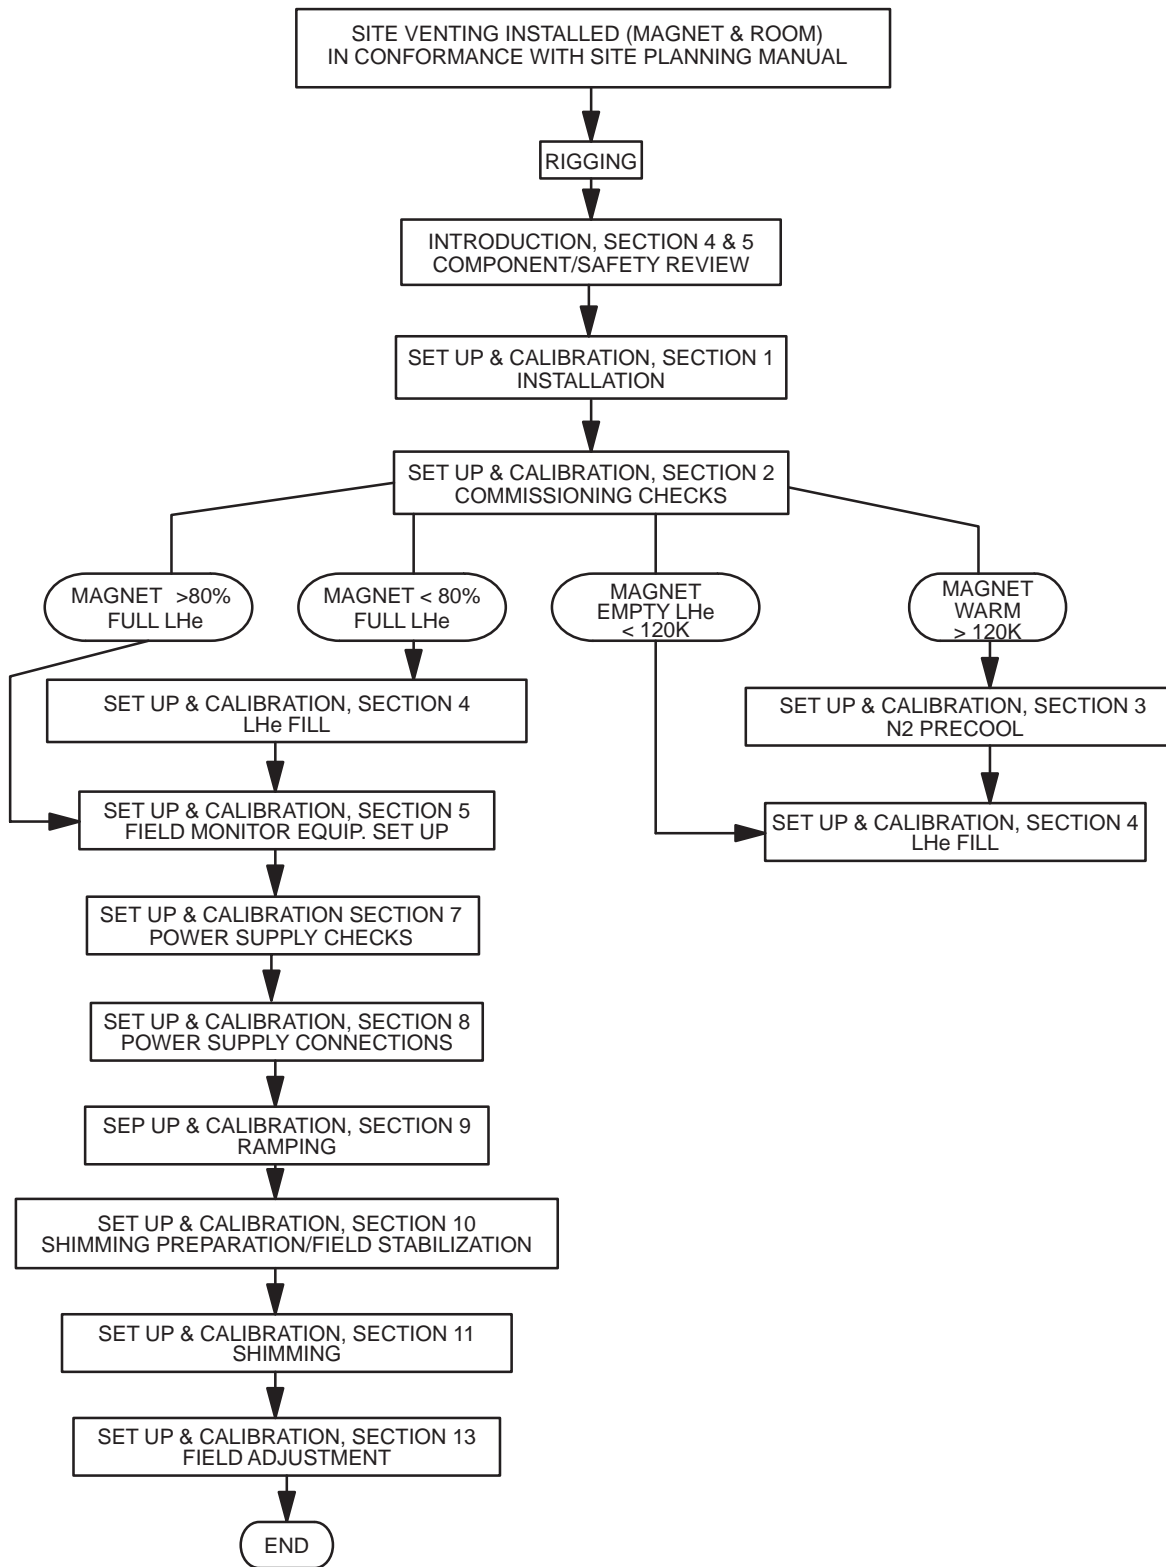 SITE VENTING INSTALLED (MAGNET & ROOM)
IN CONFORMANCE WITH SITE PLANNING MANUAL
RIGGING
INTRODUCTION, SECTION 4 & 5
COMPONENT/SAFETY REVIEW
SET UP & CALIBRATION, SECTION 1
INSTALLATION
SET UP & CALIBRATION, SECTION 2
COMMISSIONING CHECKS
MAGNET >80%
FULL LHe
MAGNET < 80%
FULL LHe
MAGNET
EMPTY LHe
< 120K
MAGNET
WARM
> 120K
SET UP & CALIBRATION, SECTION 4
LHe FILL
SET UP & CALIBRATION, SECTION 3
N2 PRECOOL
SET UP & CALIBRATION, SECTION 5
FIELD MONITOR EQUIP. SET UP
SET UP & CALIBRATION, SECTION 4
LHe FILL
SET UP & CALIBRATION SECTION 7
POWER SUPPLY CHECKS
SET UP & CALIBRATION, SECTION 8
POWER SUPPLY CONNECTIONS
SEP UP & CALIBRATION, SECTION 9
RAMPING
SET UP & CALIBRATION, SECTION 10
SHIMMING PREPARATION/FIELD STABILIZATION
SET UP & CALIBRATION, SECTION 11
SHIMMING
SET UP & CALIBRATION, SECTION 13
FIELD ADJUSTMENT
END